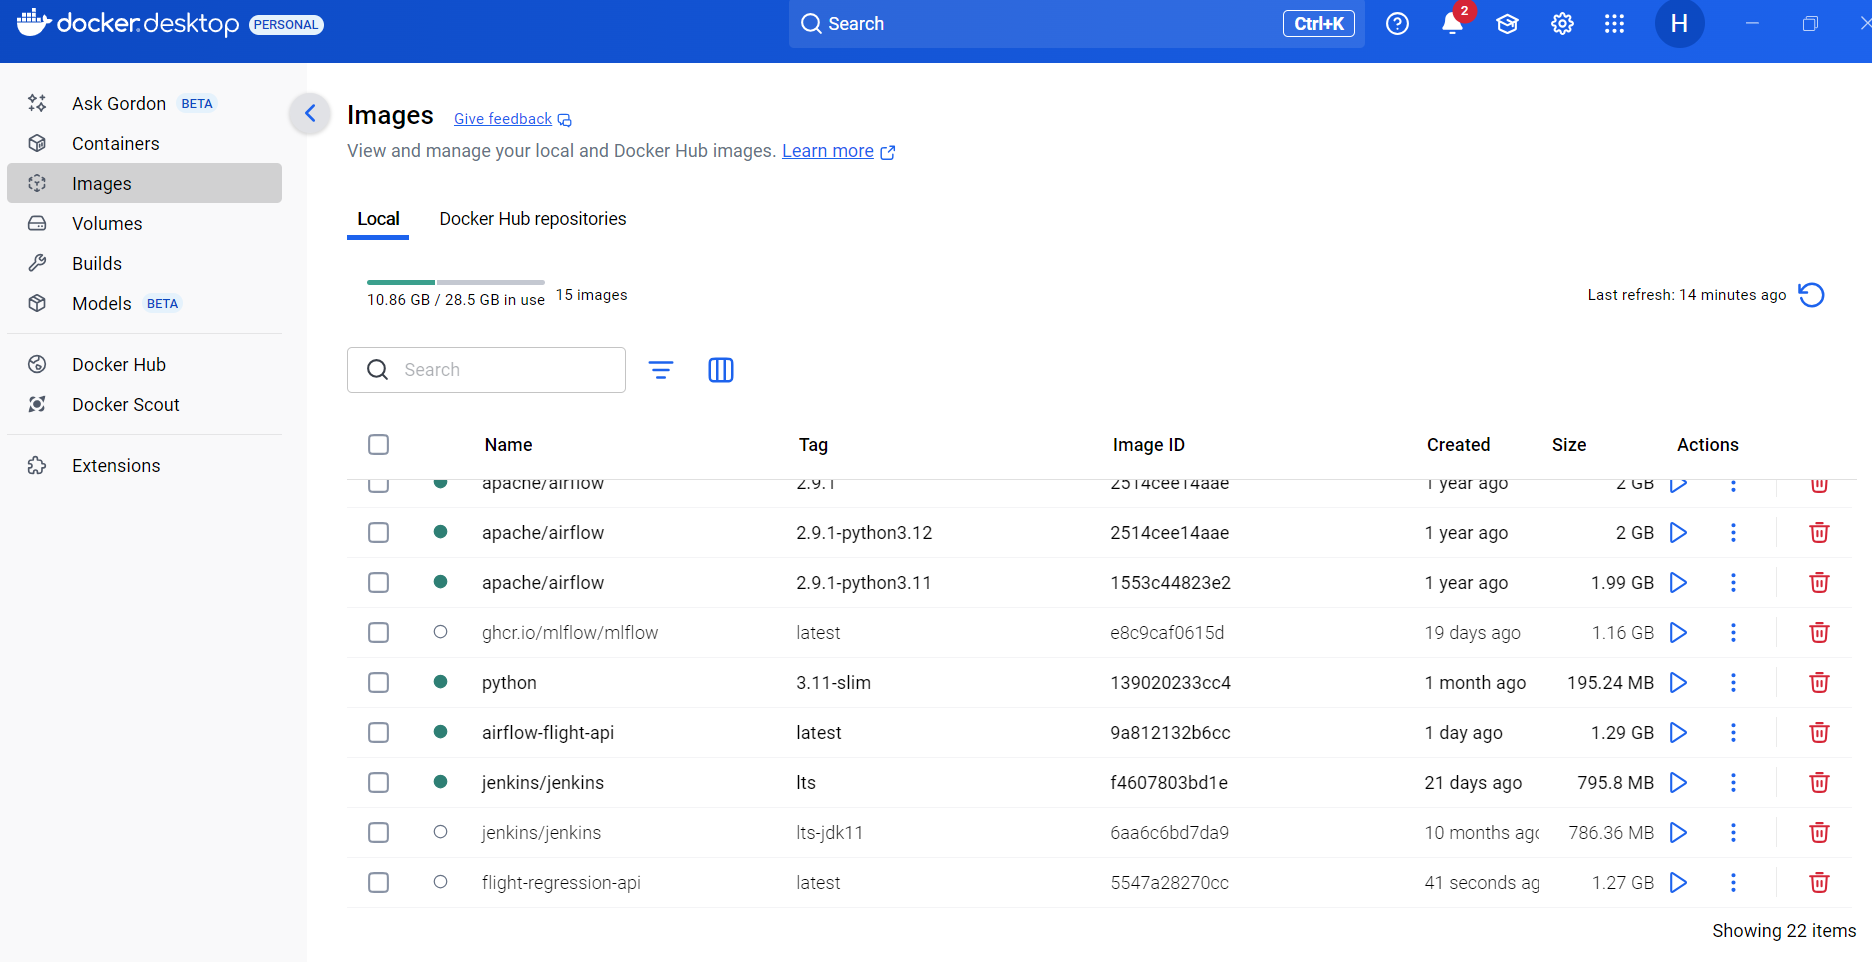 docker.desktop PERSONAL
Search Ctrl+K 2 H
Ask Gordon BETA
Containers
Images
Volumes
Builds
Models BETA
Docker Hub
Docker Scout
Extensions
Images Give feedback
View and manage your local and Docker Hub images. Learn more
Local Docker Hub repositories
10.86 GB / 28.5 GB in use 15 images Last refresh: 14 minutes ago
Search
Name Tag Image ID Created Size Actions
apache/airflow 2.9.1 2514cee14aae 1 year ago 2 GB
apache/airflow 2.9.1-python3.12 2514cee14aae 1 year ago 2 GB
apache/airflow 2.9.1-python3.11 1553c44823e2 1 year ago 1.99 GB
ghcr.io/mlflow/mlflow latest e8c9caf0615d 19 days ago 1.16 GB
python 3.11-slim 139020233cc4 1 month ago 195.24 MB
airflow-flight-api latest 9a812132b6cc 1 day ago 1.29 GB
jenkins/jenkins lts f4607803bd1e 21 days ago 795.8 MB
jenkins/jenkins lts-jdk11 6aa6c6bd7da9 10 months ago 786.36 MB
flight-regression-api latest 5547a28270cc 41 seconds ag 1.27 GB
Showing 22 items